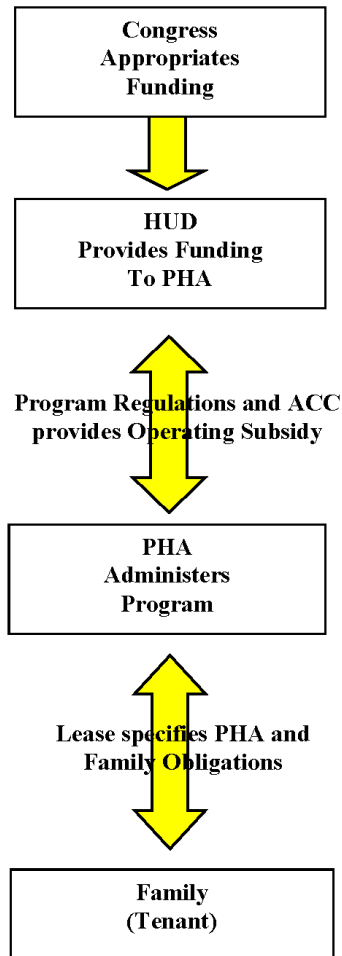 Congress
Appropriates
Funding
HUD
Provides Funding
To PHA
Program Regulations and ACC
provides Operating Subsidy
PHA
Administers
Program
Lease specifies PHA and
Family Obligations
Family
(Tenant)